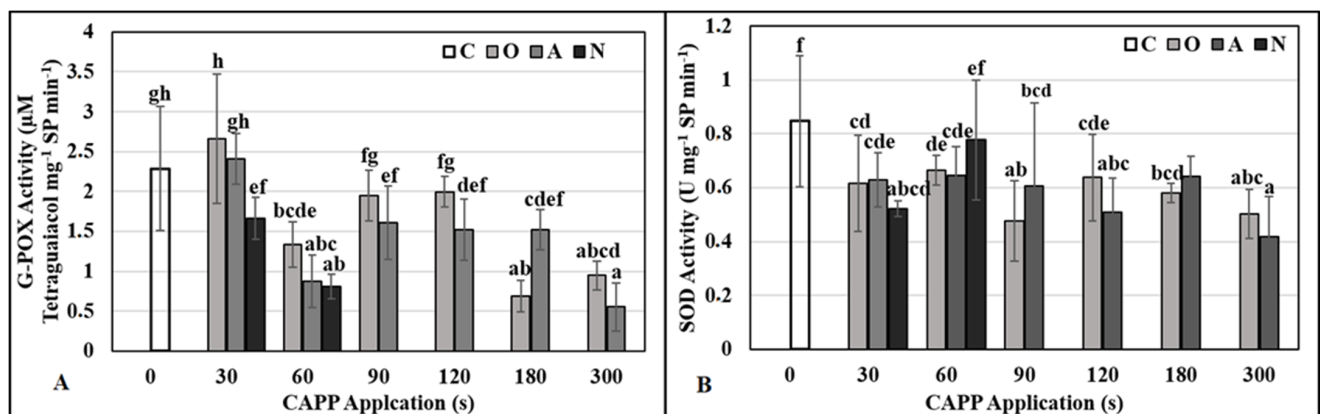 G-POX Activity (µM
Tetraguaiacol mg⁻¹ SP min⁻¹)
4
3.5
3
2.5
2
1.5
1
0.5
0
C O A N
gh
h
gh
ef
bcde
abc
ab
fg
ef
fg
def
ab
cdef
abcd
a
0 30 60 90 120 180 300
A
CAPP Applcation (s)
SOD Activity (U mg⁻¹ SP min⁻¹)
1.2
1
0.8
0.6
0.4
0.2
0
C O A N
f
cd
cde
abcd
de
cde
ef
ab
bcd
cde
abc
bcd
abc
a
0 30 60 90 120 180 300
B
CAPP Application (s)